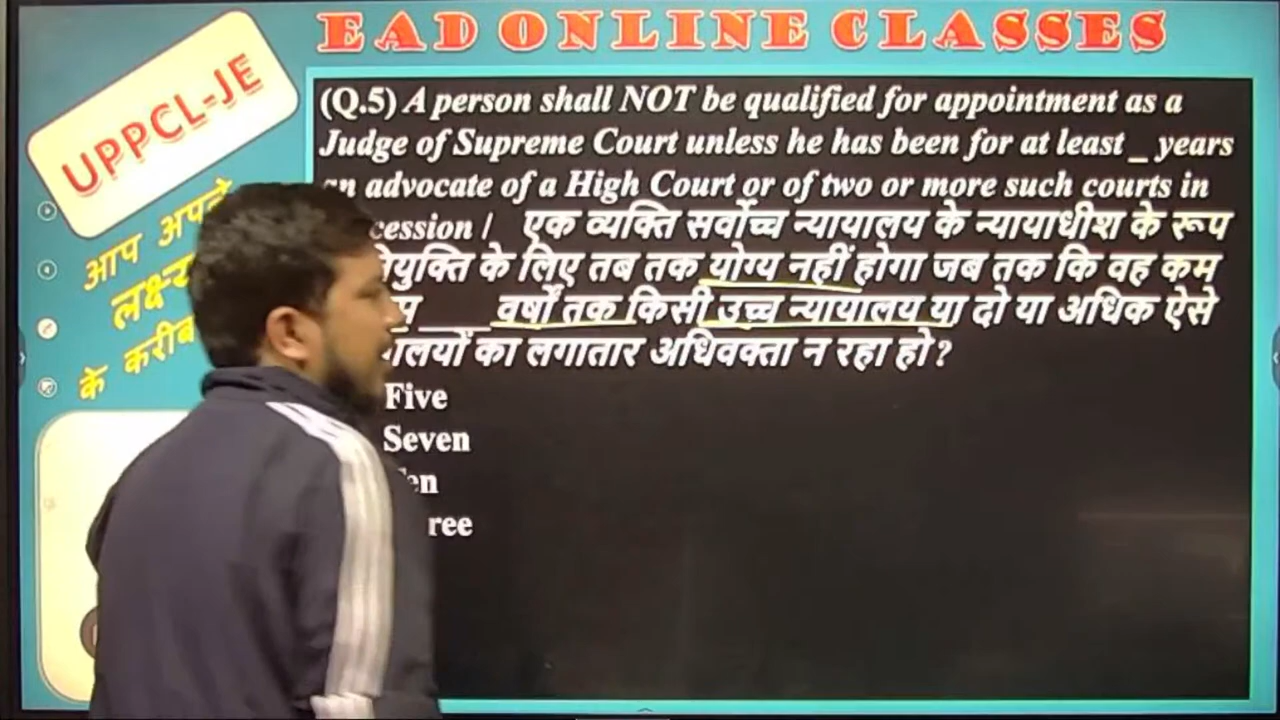 EAD ONLINE CLASSES
UPPCL-JE
आप अपने
लक्ष्य
के करीब
(Q.5) A person shall NOT be qualified for appointment as a
Judge of Supreme Court unless he has been for at least _ years
an advocate of a High Court or of two or more such courts in
cession / एक व्यक्ति सर्वोच्च न्यायालय के न्यायाधीश के रूप
युक्ति के लिए तब तक योग्य नहीं होगा जब तक कि वह कम
____ वर्षों तक किसी उच्च न्यायालय या दो या अधिक ऐसे
लयों का लगातार अधिवक्ता न रहा हो?
Five
Seven
en
ree